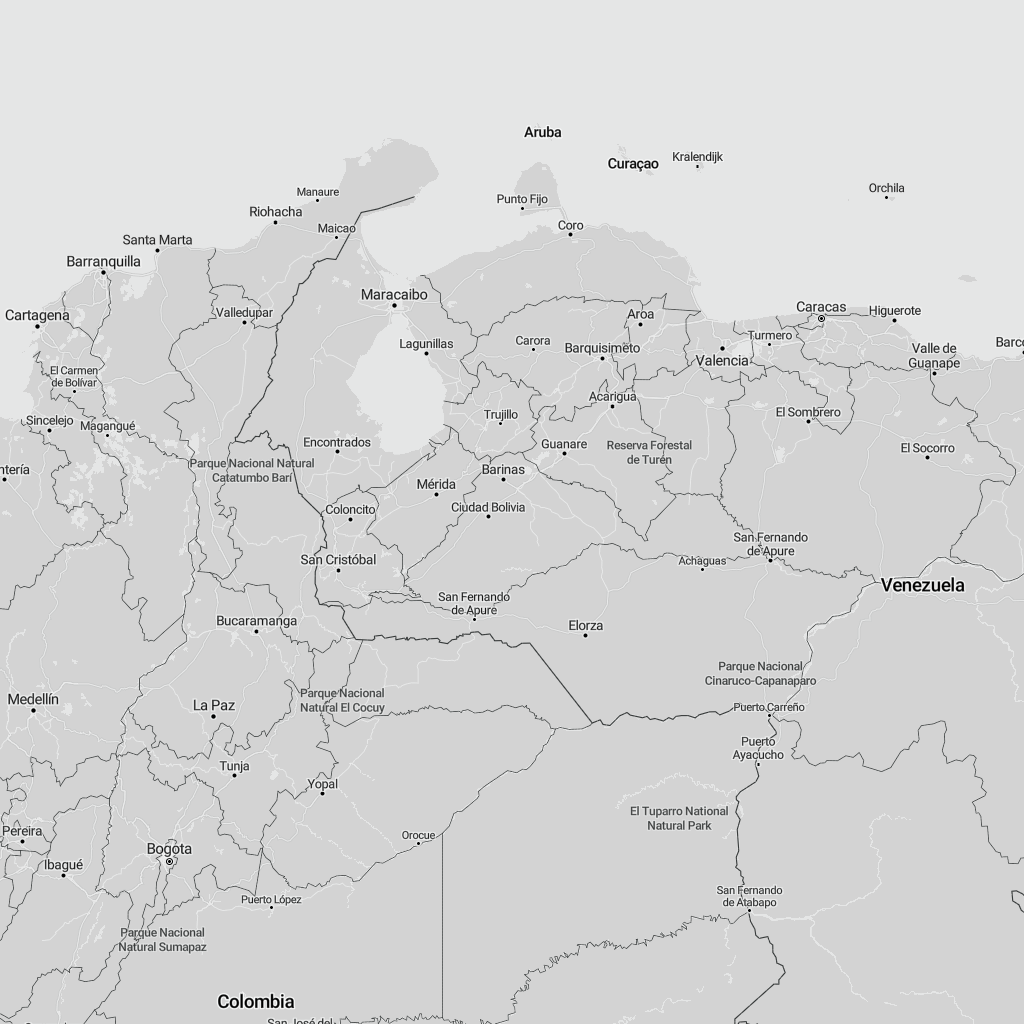 Aruba
Curaçao
Kralendijk
Orchila
Manaure
Punto Fijo
Riohacha
Maicao
Coro
Santa Marta
Barranquilla
Maracaibo
Caracas
Higuerote
Cartagena
Valledupar
Aroa
Turmero
Lagunillas
Carora
Barquisimeto
Valencia
Valle de
Guanape
Barc
El Carmen
de Bolívar
Acarigua
Trujillo
El Sombrero
Sincelejo
Magangué
Encontrados
Guanare
Reserva Forestal
de Turén
El Socorro
ntería
Parque Nacional Natural
Catatumbo Barí
Barinas
Mérida
Coloncito
Ciudad Bolivia
San Cristóbal
San Fernando
de Apure
Achaguas
Venezuela
San Fernando
de Apure
Bucaramanga
Elorza
Parque Nacional
Cinaruco-Capanaparo
Medellín
La Paz
Parque Nacional
Natural El Cocuy
Puerto Carreño
Puerto
Ayacucho
Tunja
Yopal
El Tuparro National
Natural Park
Pereira
Orocue
Bogota
Ibagué
Puerto López
San Fernando
de Atabapo
Parque Nacional
Natural Sumapaz
Colombia
San José del